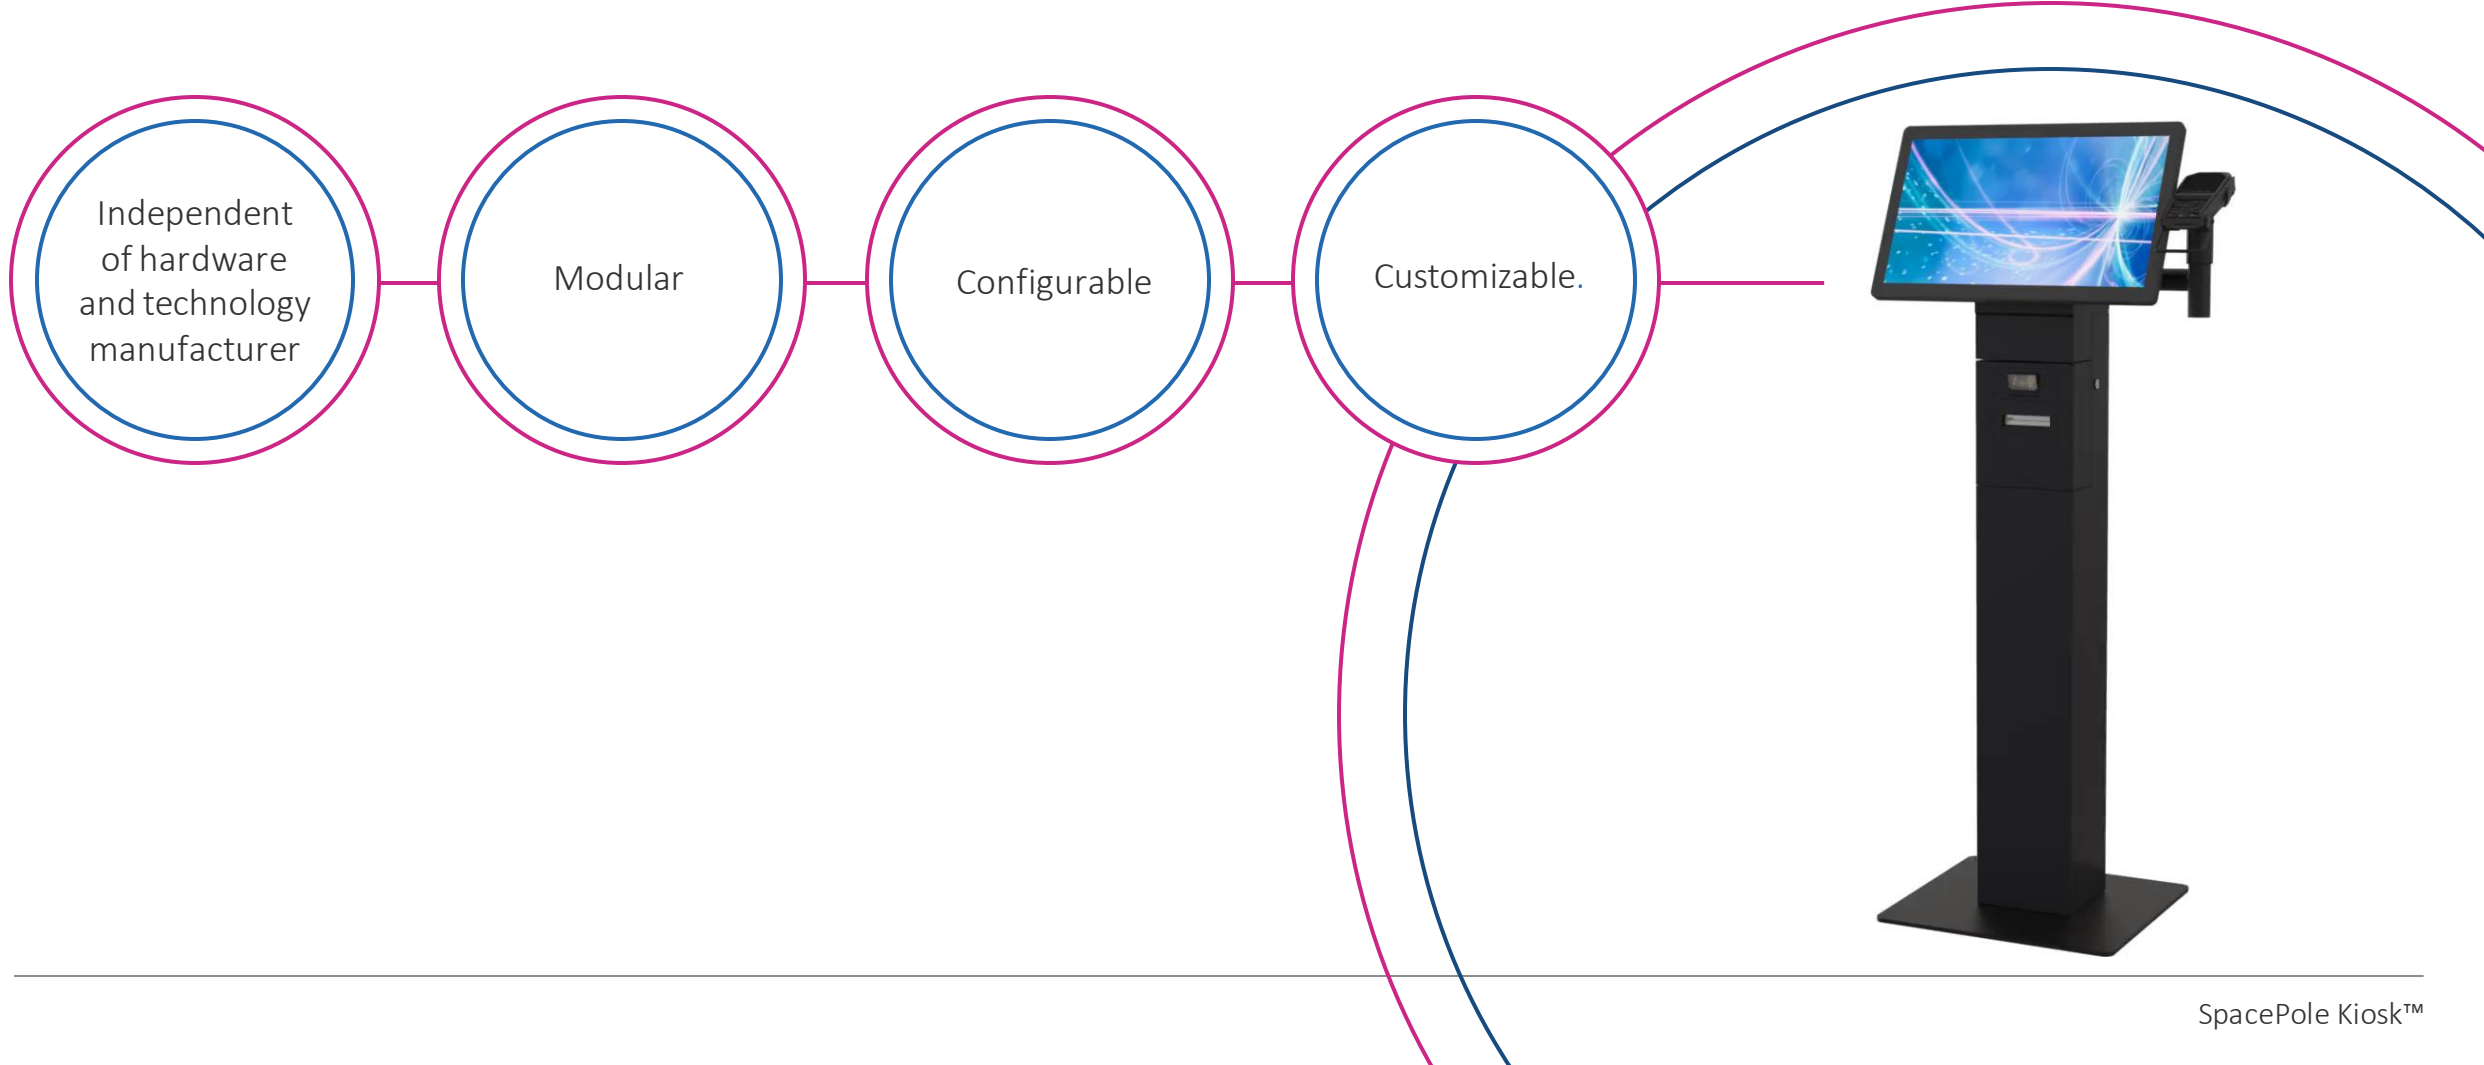 Independent
of hardware
and technology
manufacturer
Modular
Configurable
Customizable.
SpacePole Kiosk™